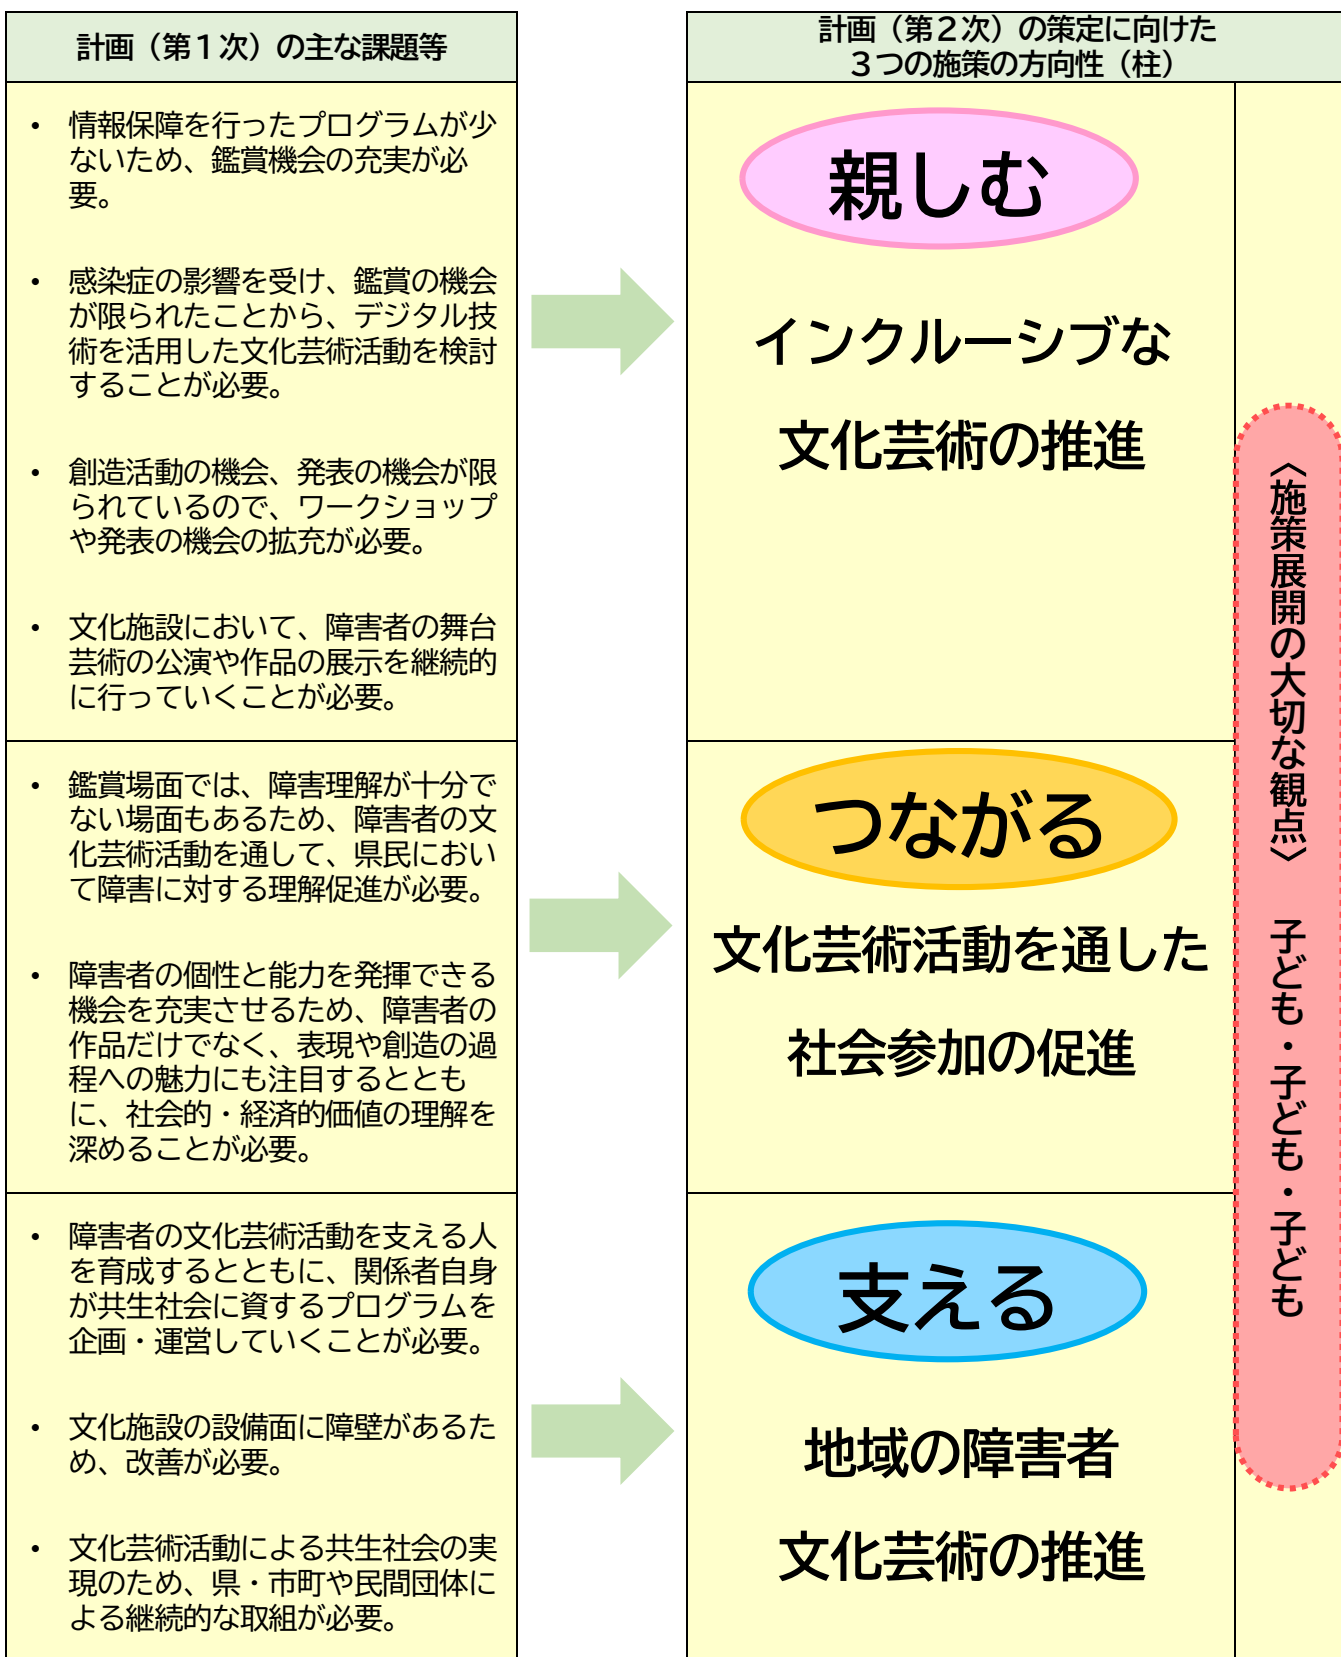 計画（第１次）の主な課題等
・ 情報保障を行ったプログラムが少
ないため、鑑賞機会の充実が必
要。
・ 感染症の影響を受け、鑑賞の機会
が限られたことから、デジタル技
術を活用した文化芸術活動を検討
することが必要。
・ 創造活動の機会、発表の機会が限
られているので、ワークショップ
や発表の機会の拡充が必要。
・ 文化施設において、障害者の舞台
芸術の公演や作品の展示を継続的
に行っていくことが必要。
・ 鑑賞場面では、障害理解が十分で
ない場面もあるため、障害者の文
化芸術活動を通して、県民におい
て障害に対する理解促進が必要。
・ 障害者の個性と能力を発揮できる
機会を充実させるため、障害者の
作品だけでなく、表現や創造の過
程への魅力にも注目するととも
に、社会的・経済的価値の理解を
深めることが必要。
・ 障害者の文化芸術活動を支える人
を育成するとともに、関係者自身
が共生社会に資するプログラムを
企画・運営していくことが必要。
・ 文化施設の設備面に障壁があるた
め、改善が必要。
・ 文化芸術活動による共生社会の実
現のため、県・市町や民間団体に
よる継続的な取組が必要。
計画（第２次）の策定に向けた
３つの施策の方向性（柱）
親しむ
インクルーシブな
文化芸術の推進
つながる
文化芸術活動を通した
社会参加の促進
支える
地域の障害者
文化芸術の推進
〈施策展開の大切な観点〉　子ども・子ども・子ども